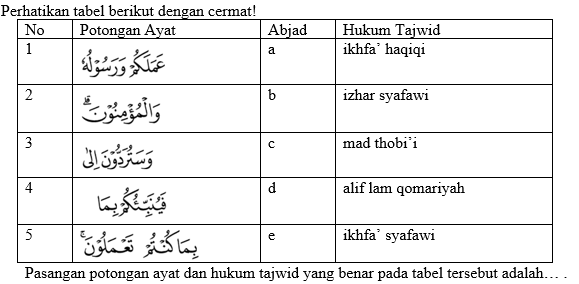 Perhatikan tabel berikut dengan cermat!
No Potongan Ayat Abjad Hukum Tajwid
1 عَمَلَكُمْ وَرَسُوْلُهٗ a ikhfa’ haqiqi
2 وَالْمُؤْمِنُوْنَۗ b izhar syafawi
3 وَسَتُرَدُّوْنَ اِلٰى c mad thobi’i
4 فَيُنَبِّئُكُمْ بِمَا d alif lam qomariyah
5 بِمَا كُنْتُمْ تَعْمَلُوْنَۚ e ikhfa’ syafawi
Pasangan potongan ayat dan hukum tajwid yang benar pada tabel tersebut adalah… .